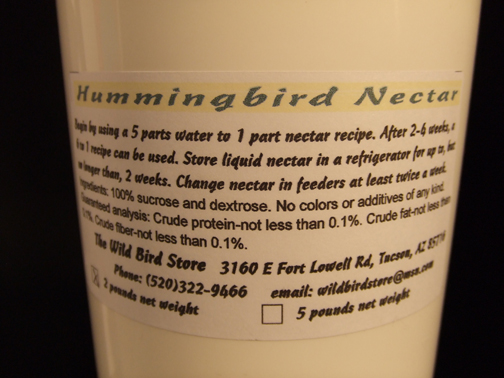 Hummingbird Nectar
Begin by using a 5 parts water to 1 part nectar recipe. After 2-4 weeks, a
6 to 1 recipe can be used. Store liquid nectar in a refrigerator for up to, but
no longer than, 2 weeks. Change nectar in feeders at least twice a week.
Ingredients: 100% sucrose and dextrose. No colors or additives of any kind.
Guaranteed analysis: Crude protein-not less than 0.1%. Crude fat-not less than
0.1%. Crude fiber-not less than 0.1%.
The Wild Bird Store 3160 E Fort Lowell Rd, Tucson, AZ 85716
Phone: (520)322-9466 email: wildbirdstore@msn.com
2 pounds net weight 5 pounds net weight